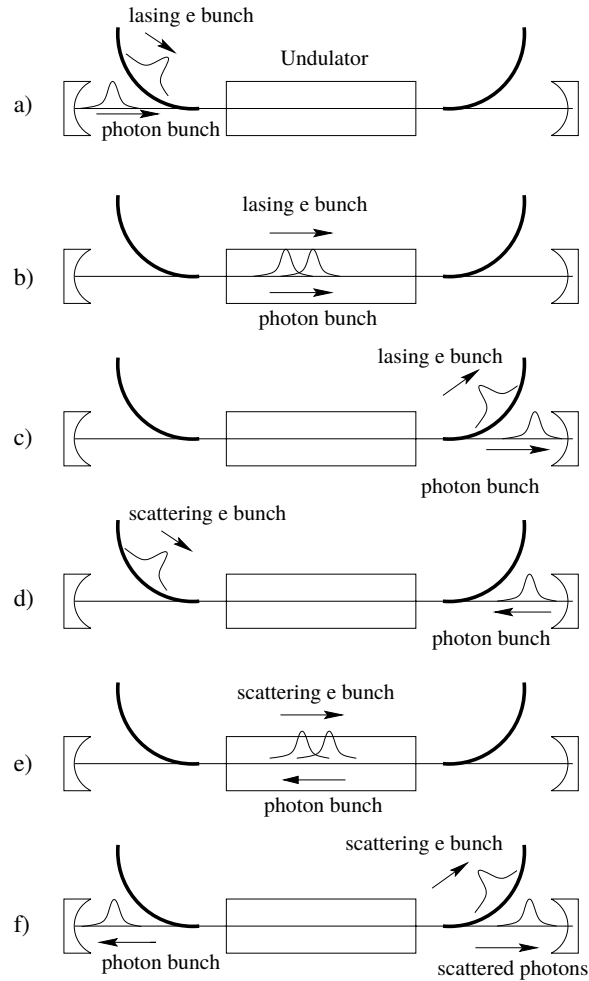 lasing e bunch
Undulator
a)
photon bunch
lasing e bunch
b)
photon bunch
lasing e bunch
c)
photon bunch
scattering e bunch
d)
photon bunch
scattering e bunch
e)
photon bunch
scattering e bunch
f)
photon bunch
scattered photons